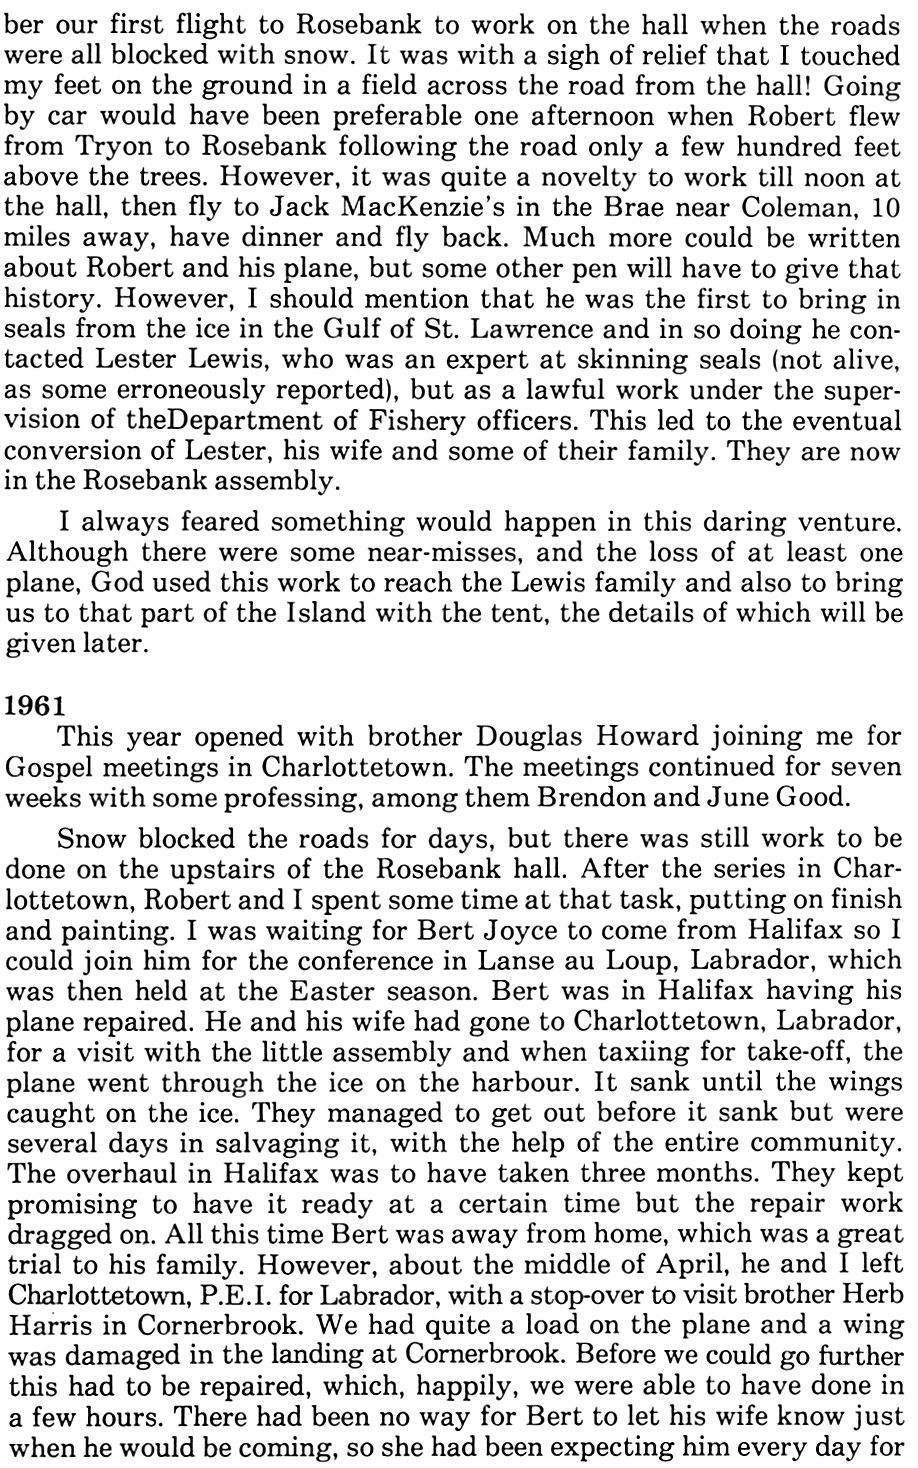 ber our first flight to Rosebank to work on the hall when the roads
were all blocked with snow. It was with a sigh of relief that I touched
my feet on the ground in a field across the road from the hall! Going
by car would have been preferable one afternoon when Robert flew
from Tryon to Rosebank following the road only a few hundred feet
above the trees. However, it was quite a novelty to work till noon at
the hall, then fly to Jack MacKenzie's in the Brae near Coleman, 10
miles away, have dinner and fly back. Much more could be written
about Robert and his plane, but some other pen will have to give that
history. However, I should mention that he was the first to bring in
seals from the ice in the Gulf of St. Lawrence and in so doing he con-
tacted Lester Lewis, who was an expert at skinning seals (not alive,
as some erroneously reported), but as a lawful work under the super-
vision of theDepartment of Fishery officers. This led to the eventual
conversion of Lester, his wife and some of their family. They are now
in the Rosebank assembly.
I always feared something would happen in this daring venture.
Although there were some near-misses, and the loss of at least one
plane, God used this work to reach the Lewis family and also to bring
us to that part of the Island with the tent, the details of which will be
given later.
1961
This year opened with brother Douglas Howard joining me for
Gospel meetings in Charlottetown. The meetings continued for seven
weeks with some professing, among them Brendon and June Good.
Snow blocked the roads for days, but there was still work to be
done on the upstairs of the Rosebank hall. After the series in Char-
lottetown, Robert and I spent some time at that task, putting on finish
and painting. I was waiting for Bert Joyce to come from Halifax so I
could join him for the conference in Lanse au Loup, Labrador, which
was then held at the Easter season. Bert was in Halifax having his
plane repaired. He and his wife had gone to Charlottetown, Labrador,
for a visit with the little assembly and when taxiing for take-off, the
plane went through the ice on the harbour. It sank until the wings
caught on the ice. They managed to get out before it sank but were
several days in salvaging it, with the help of the entire community.
The overhaul in Halifax was to have taken three months. They kept
promising to have it ready at a certain time but the repair work
dragged on. All this time Bert was away from home, which was a great
trial to his family. However, about the middle of April, he and I left
Charlottetown, P.E.I. for Labrador, with a stop-over to visit brother Herb
Harris in Cornerbrook. We had quite a load on the plane and a wing
was damaged in the landing at Cornerbrook. Before we could go further
this had to be repaired, which, happily, we were able to have done in
a few hours. There had been no way for Bert to let his wife know just
when he would be coming, so she had been expecting him every day for